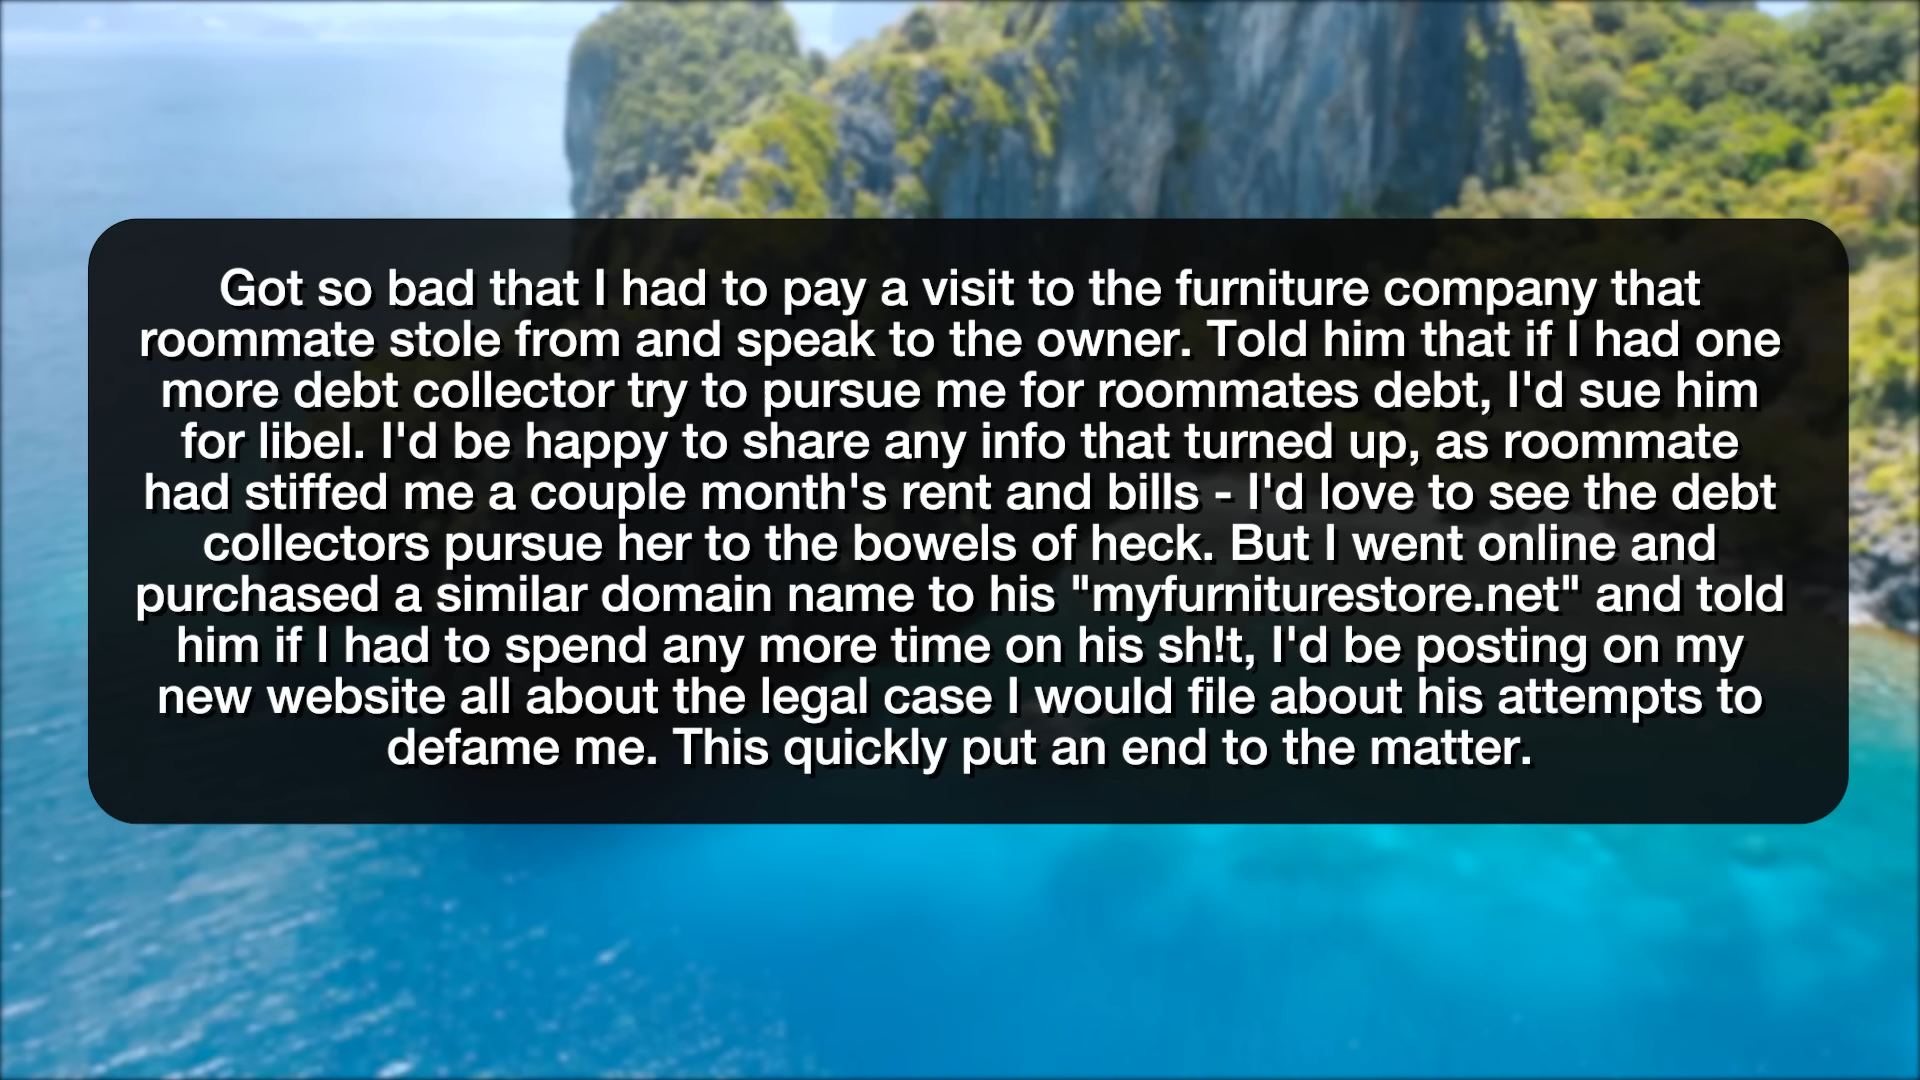 Got so bad that I had to pay a visit to the furniture company that
roommate stole from and speak to the owner. Told him that if I had one
more debt collector try to pursue me for roommates debt, I'd sue him
for libel. I'd be happy to share any info that turned up, as roommate
had stiffed me a couple month's rent and bills - I'd love to see the debt
collectors pursue her to the bowels of heck. But I went online and
purchased a similar domain name to his "myfurniturestore.net" and told
him if I had to spend any more time on his sh!t, I'd be posting on my
new website all about the legal case I would file about his attempts to
defame me. This quickly put an end to the matter.